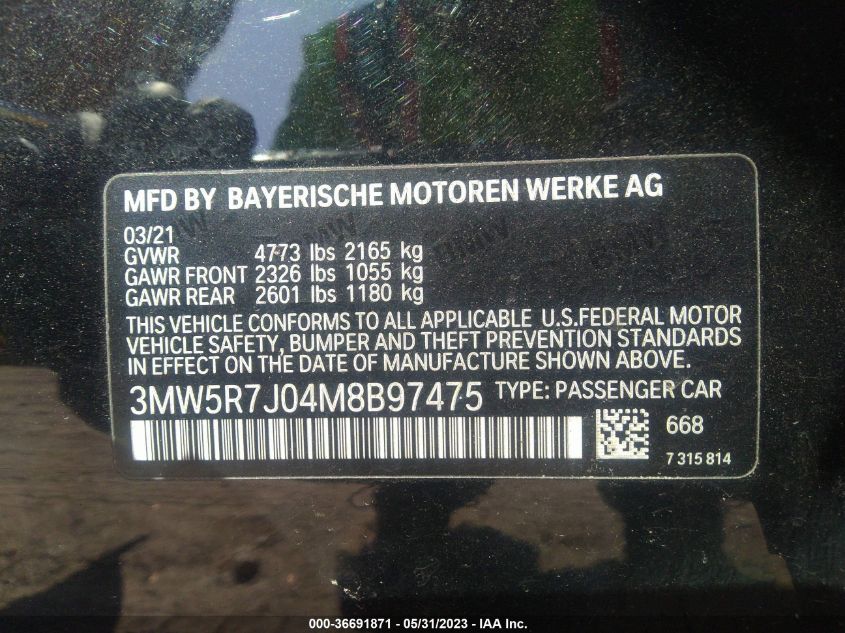 MFD BY BAYERISCHE MOTOREN WERKE AG
03/21
GVWR 4773 lbs 2165 kg
GAWR FRONT 2326 lbs 1055 kg
GAWR REAR 2601 lbs 1180 kg
THIS VEHICLE CONFORMS TO ALL APPLICABLE U.S.FEDERAL MOTOR
VEHICLE SAFETY, BUMPER AND THEFT PREVENTION STANDARDS
IN EFFECT ON THE DATE OF MANUFACTURE SHOWN ABOVE.
3MW5R7J04M8B97475 TYPE: PASSENGER CAR
668
7 315 814
000-36691871 - 05/31/2023 - IAA Inc.